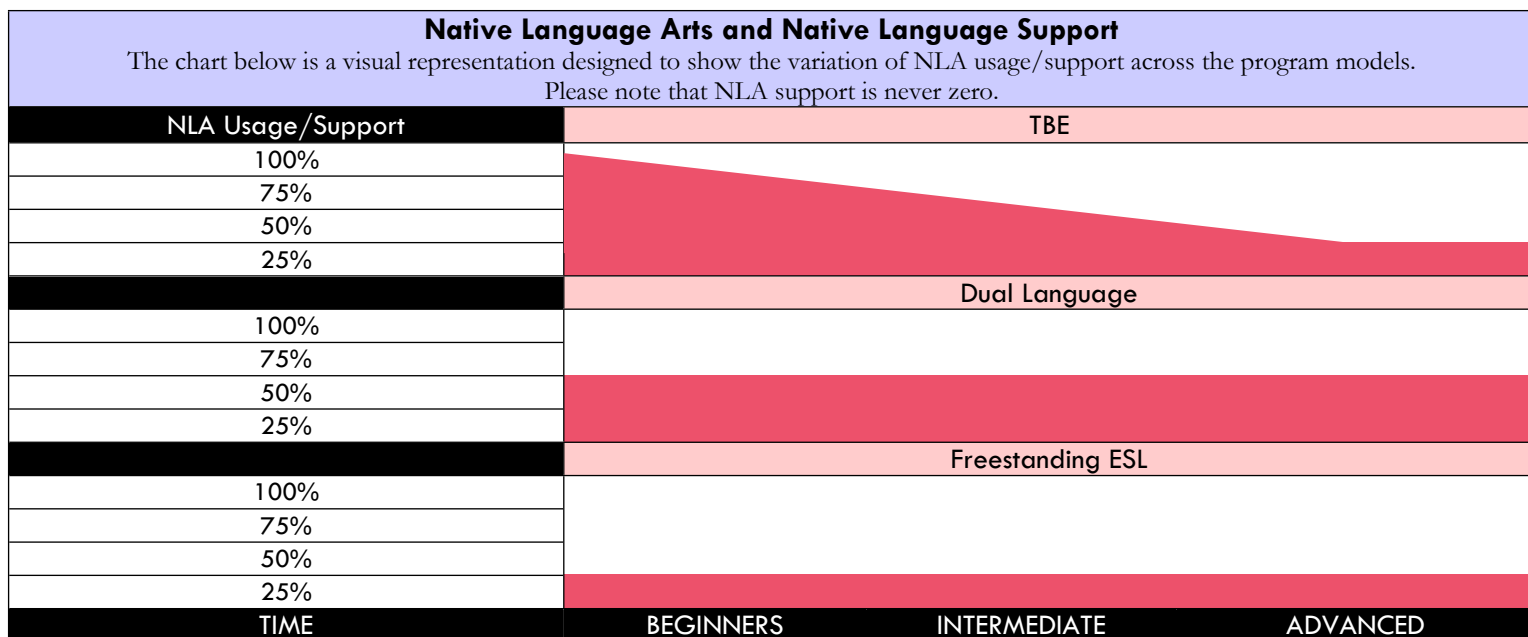 Native Language Arts and Native Language Support
The chart below is a visual representation designed to show the variation of NLA usage/support across the program models.
Please note that NLA support is never zero.
NLA Usage/Support TBE
100%
75%
50%
25%
Dual Language
100%
75%
50%
25%
Freestanding ESL
100%
75%
50%
25%
TIME BEGINNERS INTERMEDIATE ADVANCED